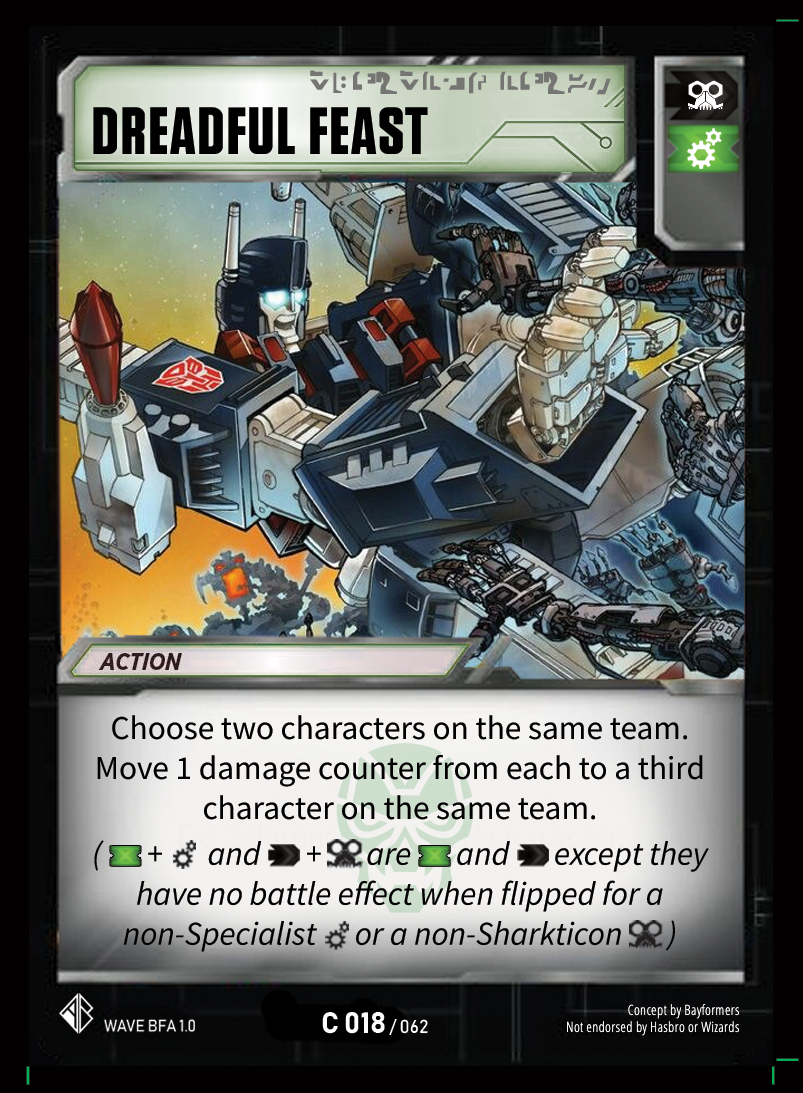 DREADFUL FEAST
ACTION
Choose two characters on the same team.
Move 1 damage counter from each to a third
character on the same team.
( + and + are and except they
have no battle effect when flipped for a
non-Specialist or a non-Sharkticon )
WAVE BFA 1.0
C 018 / 062
Concept by Bayformers
Not endorsed by Hasbro or Wizards